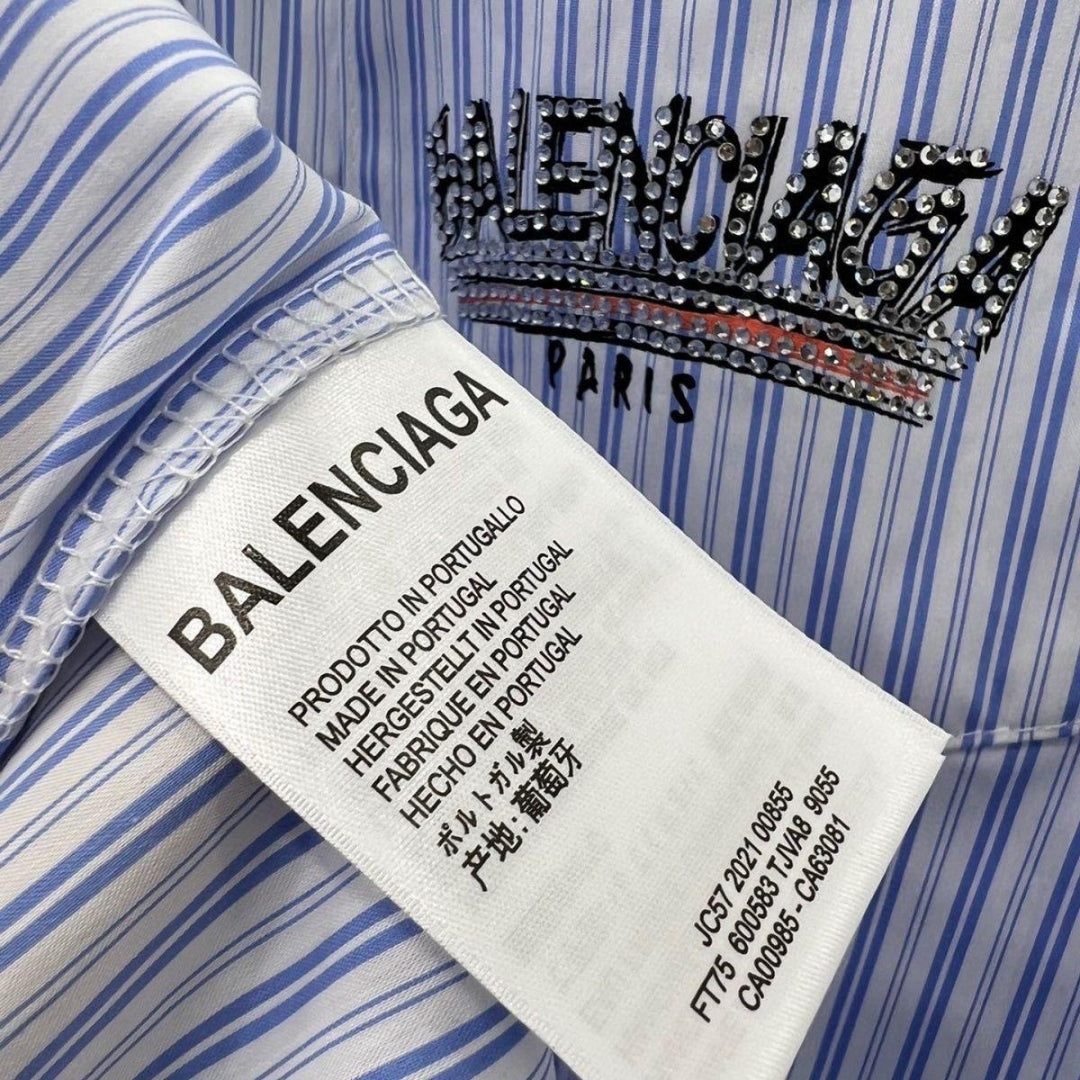 BALENCIAGA
PARIS
BALENCIAGA
PRODOTTO IN PORTUGALLO
MADE IN PORTUGAL
HERGESTELLT IN PORTUGAL
FABRIQUE EN PORTUGAL
HECHO EN PORTUGAL
ポルトガル製
产地:葡萄牙
JC57 2021 00855
FT75 600583 TJVA8 9055
CA00985 - CA63081